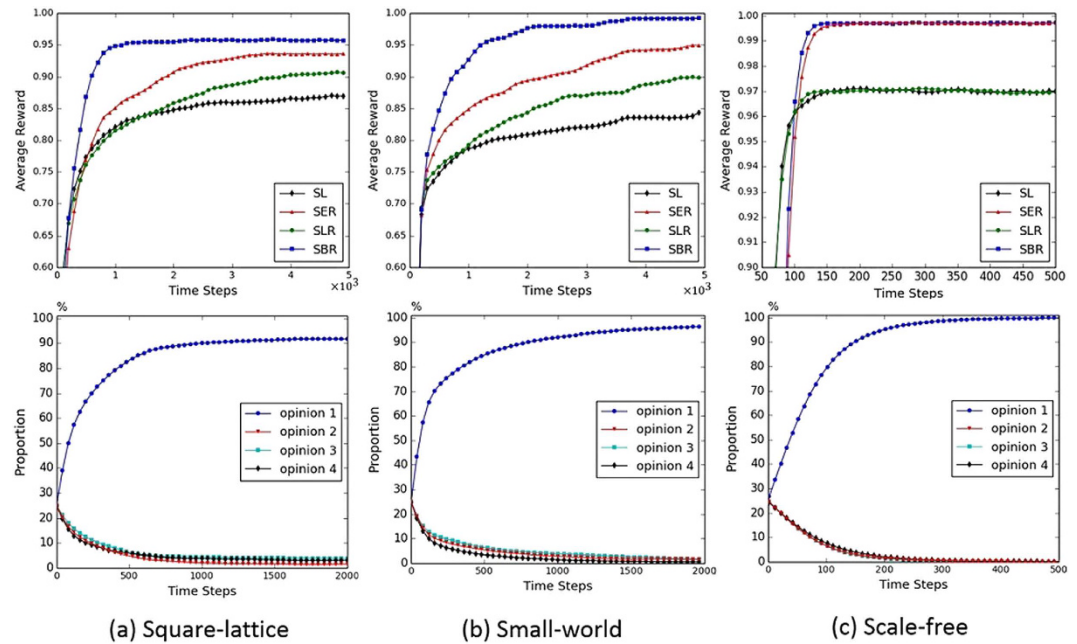 1.00
0.95
0.90
0.85
0.80
0.75
0.70
0.65
0.60
Average Reward
SL
SER
SLR
SBR
0 1 2 3 4 5
Time Steps
×10³
1.00
0.95
0.90
0.85
0.80
0.75
0.70
0.65
0.60
Average Reward
SL
SER
SLR
SBR
0 1 2 3 4 5
Time Steps
×10³
1.00
0.99
0.98
0.97
0.96
0.95
0.94
0.93
0.92
0.91
0.90
Average Reward
SL
SER
SLR
SBR
50 100 150 200 250 300 350 400 450 500
Time Steps
%
100
90
80
70
60
50
40
30
20
10
0
Proportion
opinion 1
opinion 2
opinion 3
opinion 4
0 500 1000 1500 2000
Time Steps
%
100
90
80
70
60
50
40
30
20
10
0
Proportion
opinion 1
opinion 2
opinion 3
opinion 4
0 500 1000 1500 2000
Time Steps
%
100
90
80
70
60
50
40
30
20
10
0
Proportion
opinion 1
opinion 2
opinion 3
opinion 4
0 100 200 300 400 500
Time Steps
(a) Square-lattice
(b) Small-world
(c) Scale-free